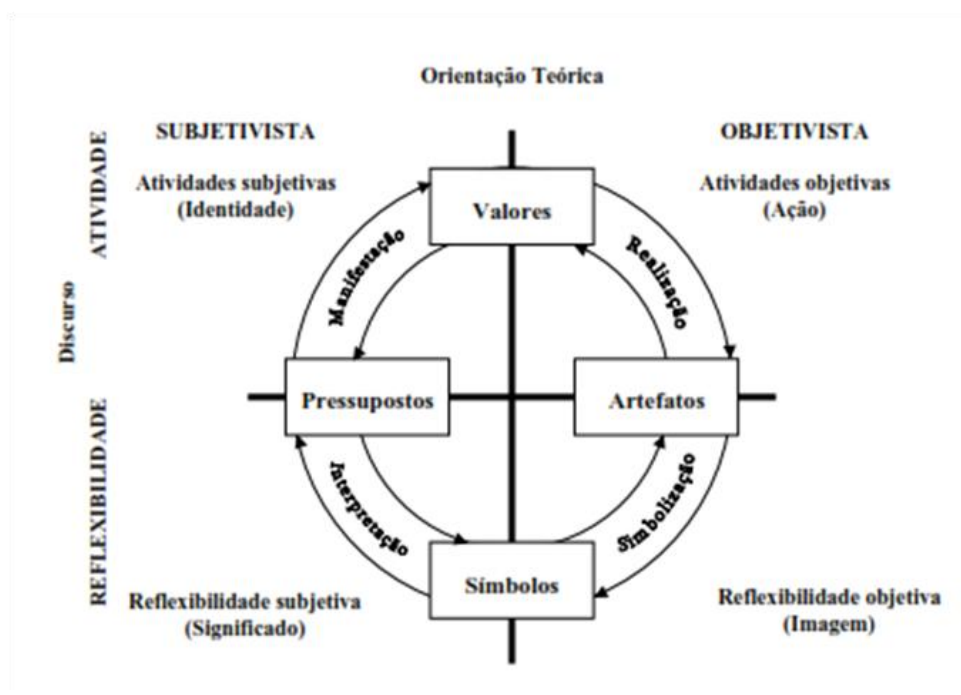 Orientação Teórica
SUBJETIVISTA
OBJETIVISTA
Atividades subjetivas
(Identidade)
Atividades objetivas
(Ação)
ATIVIDADE
Valores
Manifestação
Realização
Discurso
Pressupostos
Artefatos
REFLEXIBILIDADE
Interpretação
Simbolização
Símbolos
Reflexibilidade subjetiva
(Significado)
Reflexibilidade objetiva
(Imagem)